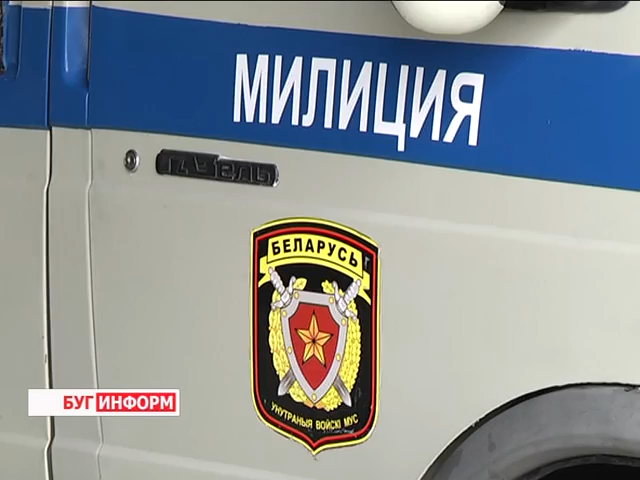 МИЛИЦИЯ
ГАЗЕЛЬ
БЕЛАРУСЬ
УНУТРАНЫЯ ВОЙСКІ МУС
БУГИНФОРМ